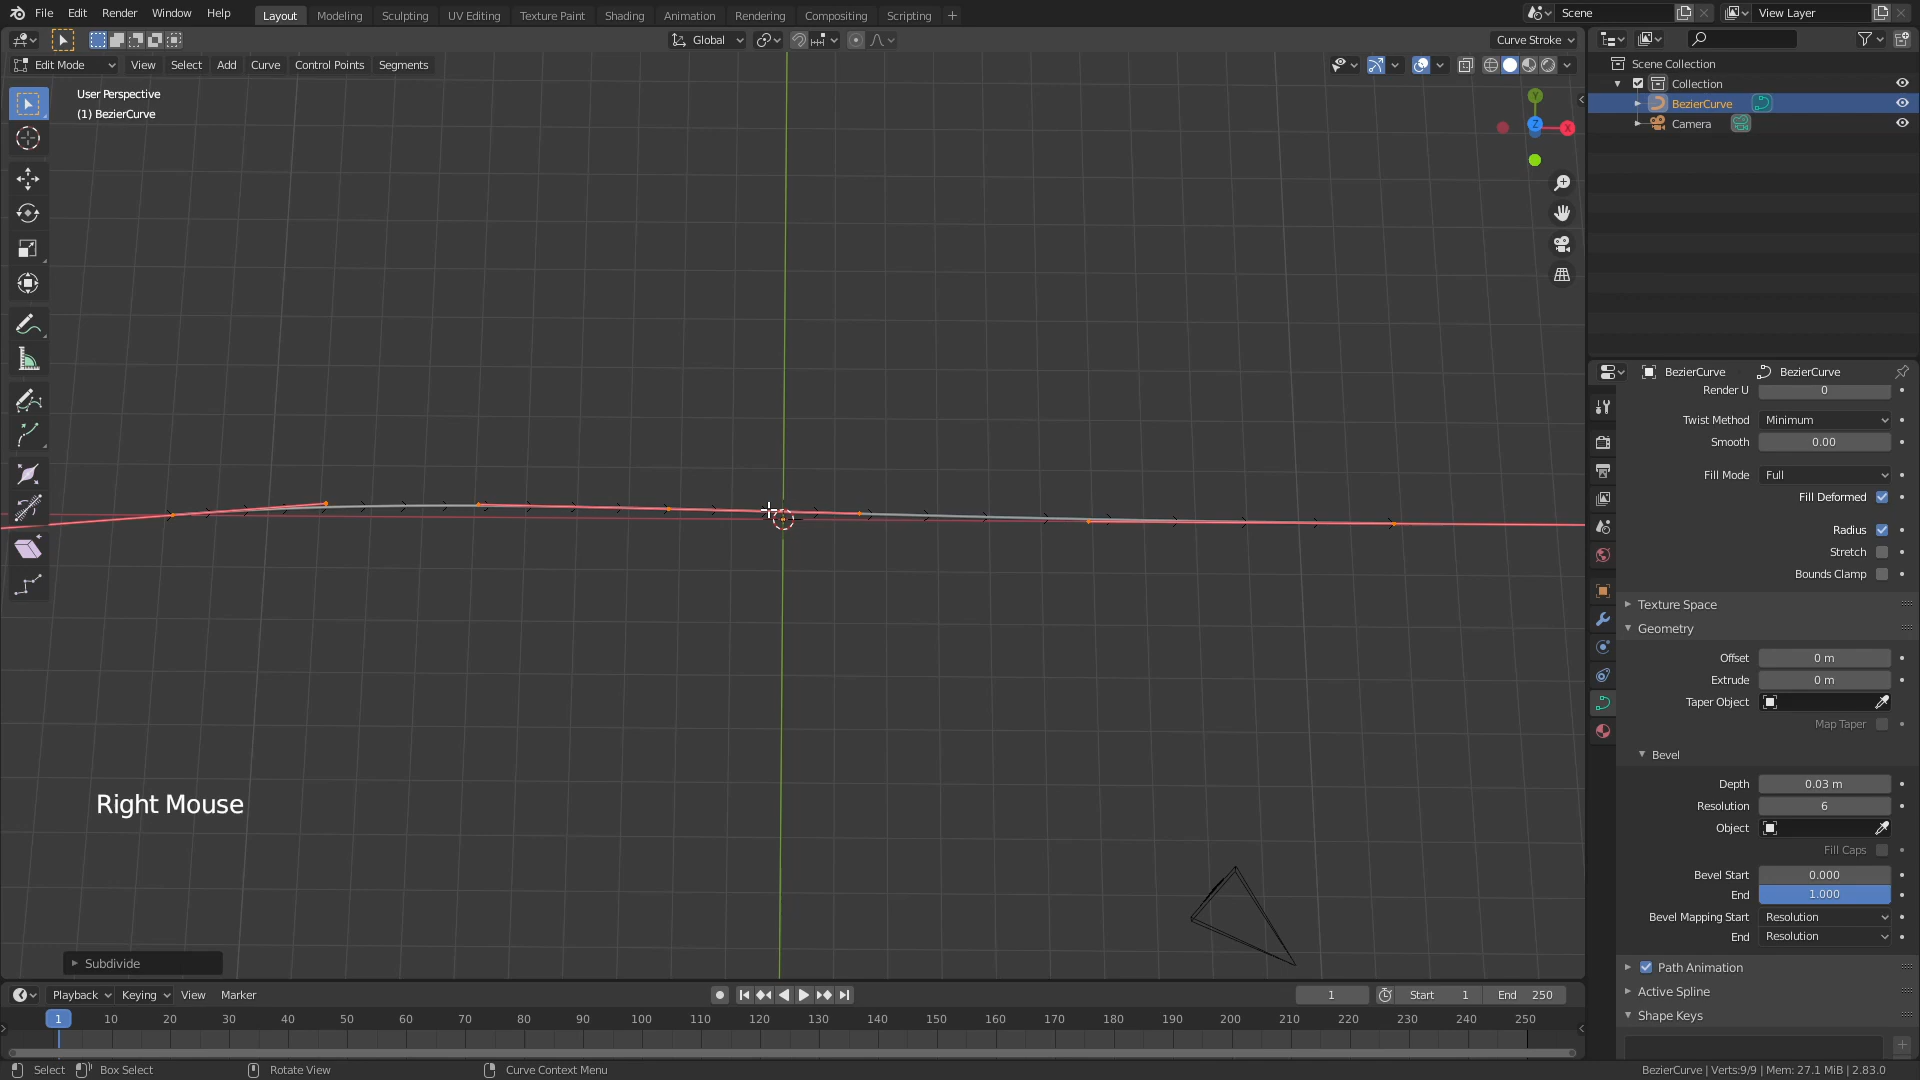 File Edit Render Window Help
Layout Modeling Sculpting UV Editing Texture Paint Shading Animation Rendering Compositing Scripting +
Scene
View Layer
Global
Curve Stroke
Edit Mode View Select Add Curve Control Points Segments
User Perspective
(1) BezierCurve
Y
X
Z
Scene Collection
Collection
BezierCurve
Camera
BezierCurve BezierCurve
Render U 0
Twist Method Minimum
Smooth 0.00
Fill Mode Full
Fill Deformed
Radius
Stretch
Bounds Clamp
Texture Space
Geometry
Offset 0 m
Extrude 0 m
Taper Object
Map Taper
Bevel
Depth 0.03 m
Resolution 6
Object
Fill Caps
Bevel Start 0.000
End 1.000
Bevel Mapping Start Resolution
End Resolution
Path Animation
Active Spline
Shape Keys
Right Mouse
Subdivide
Playback Keying View Marker
1
Start 1 End 250
1 10 20 30 40 50 60 70 80 90 100 110 120 130 140 150 160 170 180 190 200 210 220 230 240 250
Select Box Select Rotate View Curve Context Menu
BezierCurve | Verts:9/9 | Mem: 27.1 MiB | 2.83.0